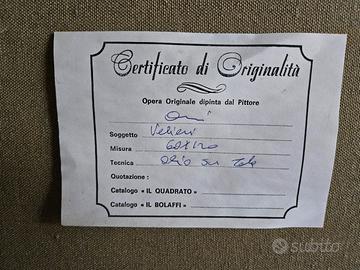 Certificato di Originalità
Opera Originale dipinta dal Pittore
Soggetto Velieri
Misura 60x120
Tecnica olio su tela
Quotazione :
Catalogo « IL QUADRATO »
Catalogo « IL BOLAFFI »
subito